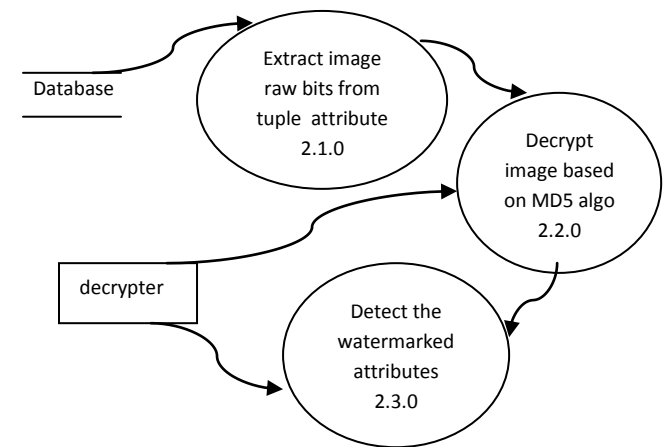 Extract image
raw bits from
tuple attribute
2.1.0
Database
Decrypt
image based
on MD5 algo
2.2.0
decrypter
Detect the
watermarked
attributes
2.3.0